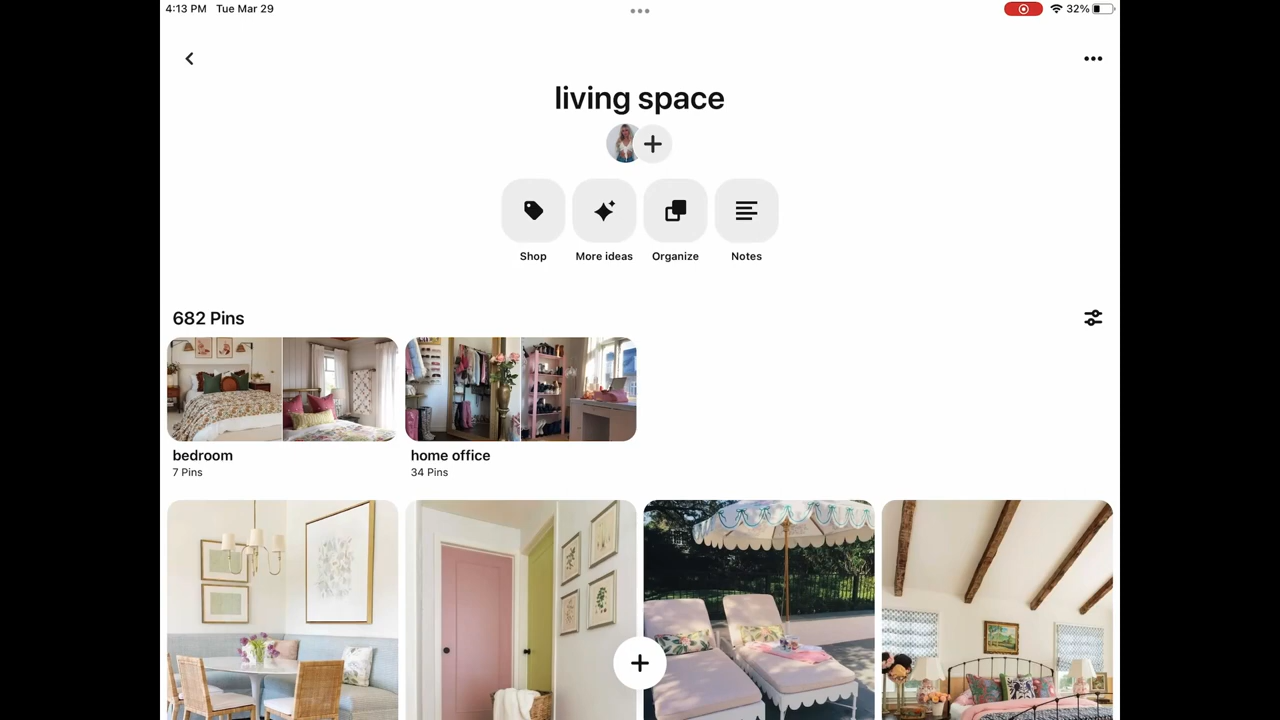 4:13 PM Tue Mar 29
32%
living space
Shop
More ideas
Organize
Notes
682 Pins
bedroom
7 Pins
home office
34 Pins